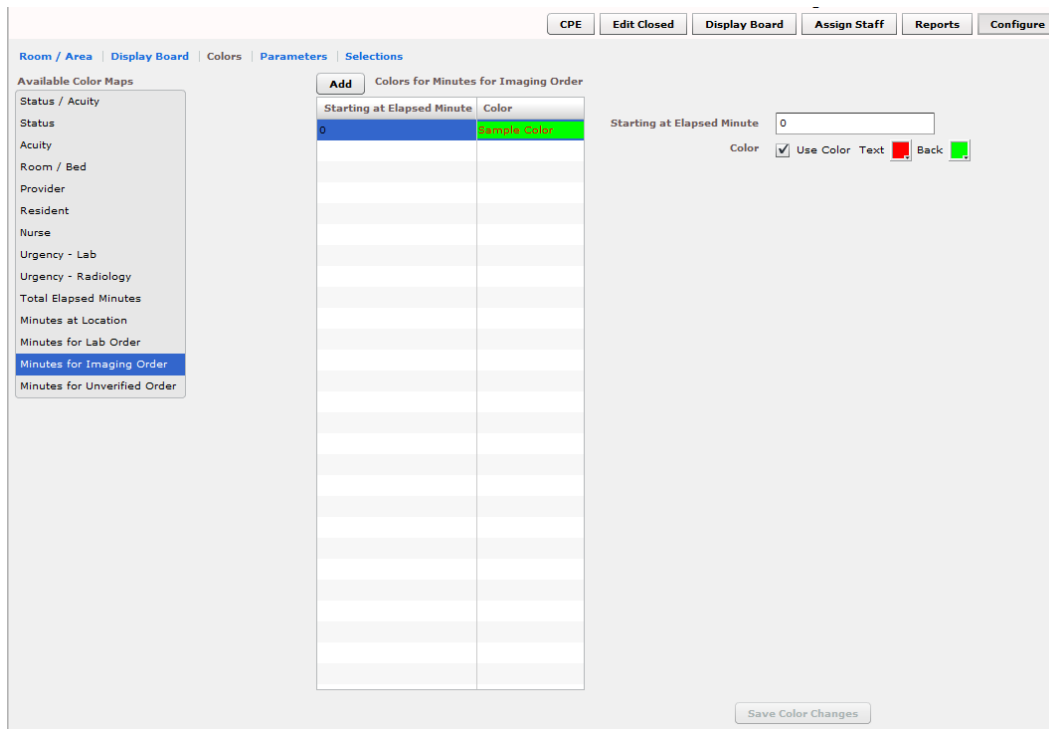 CPE Edit Closed Display Board Assign Staff Reports Configure
Room / Area Display Board Colors Parameters Selections
Available Color Maps
Status / Acuity
Status
Acuity
Room / Bed
Provider
Resident
Nurse
Urgency - Lab
Urgency - Radiology
Total Elapsed Minutes
Minutes at Location
Minutes for Lab Order
Minutes for Imaging Order
Minutes for Unverified Order
Add Colors for Minutes for Imaging Order
Starting at Elapsed Minute Color
0 Sample Color
Starting at Elapsed Minute 0
Color Use Color Text Back
Save Color Changes